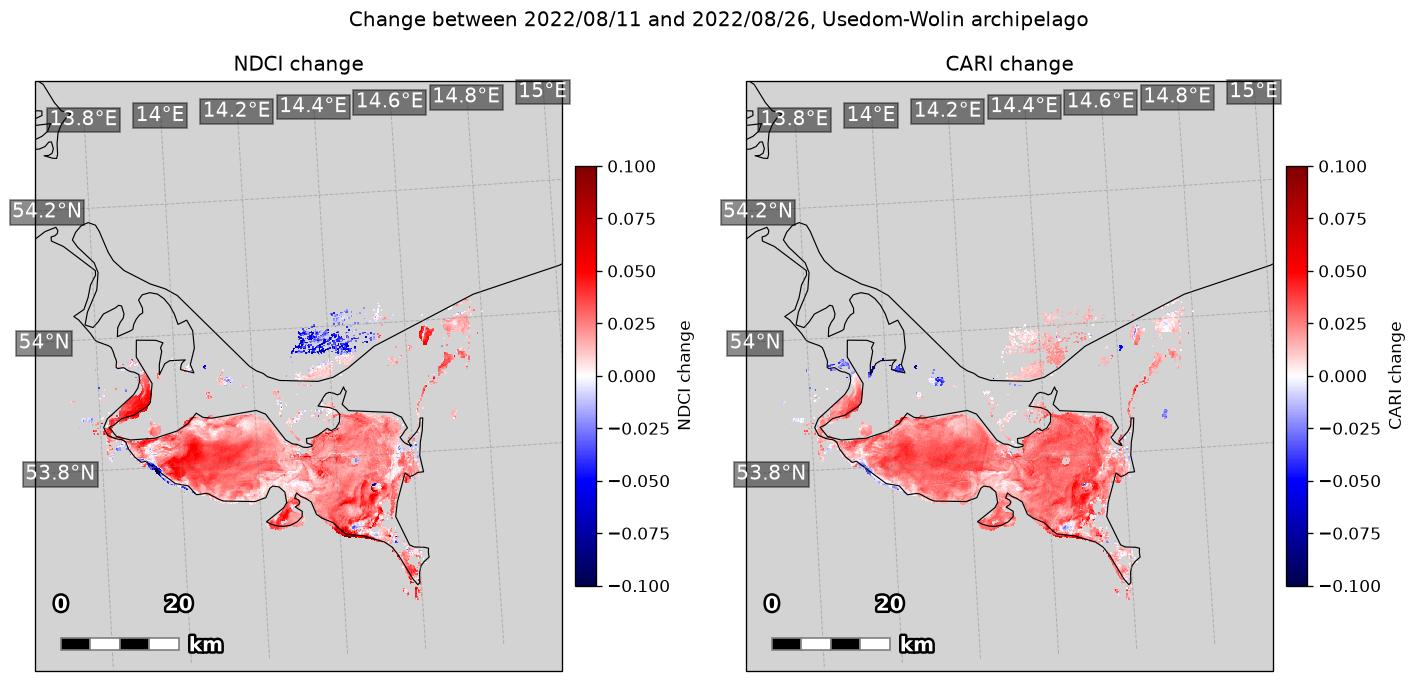 Change between 2022/08/11 and 2022/08/26, Usedom-Wolin archipelago
NDCI change
13.8°E
14°E
14.2°E
14.4°E
14.6°E
14.8°E
15°E
54.2°N
54°N
53.8°N
0
20
km
0.100
0.075
0.050
0.025
0.000
−0.025
−0.050
−0.075
−0.100
NDCI change
CARI change
13.8°E
14°E
14.2°E
14.4°E
14.6°E
14.8°E
15°E
54.2°N
54°N
53.8°N
0
20
km
0.100
0.075
0.050
0.025
0.000
−0.025
−0.050
−0.075
−0.100
CARI change